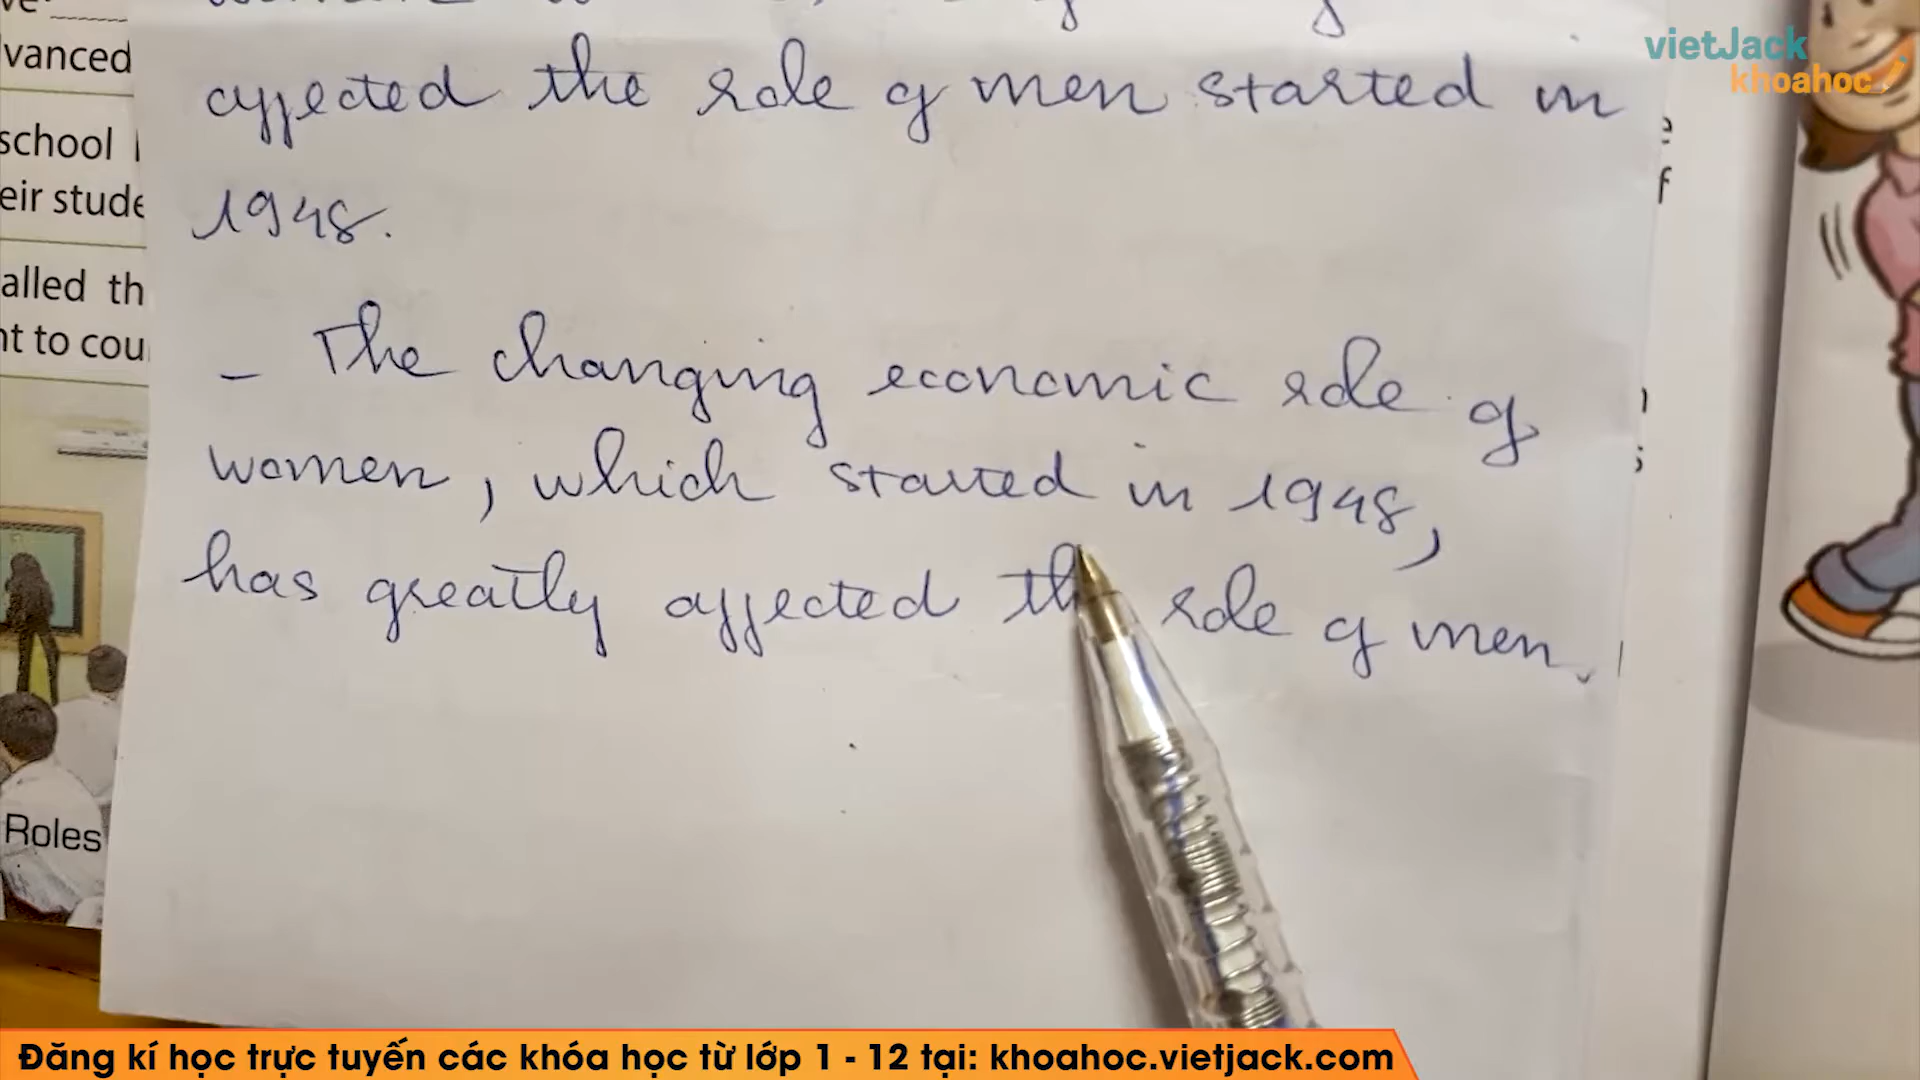 vietJack
khoahoc
vanced
school
eir stude
alled th
nt to cou
Roles
affected the role of men started in
1948.
- The changing economic role of
women, which started in 1948,
has greatly affected th role of men.
Đăng kí học trực tuyến các khóa học từ lớp 1 - 12 tại: khoahoc.vietjack.com